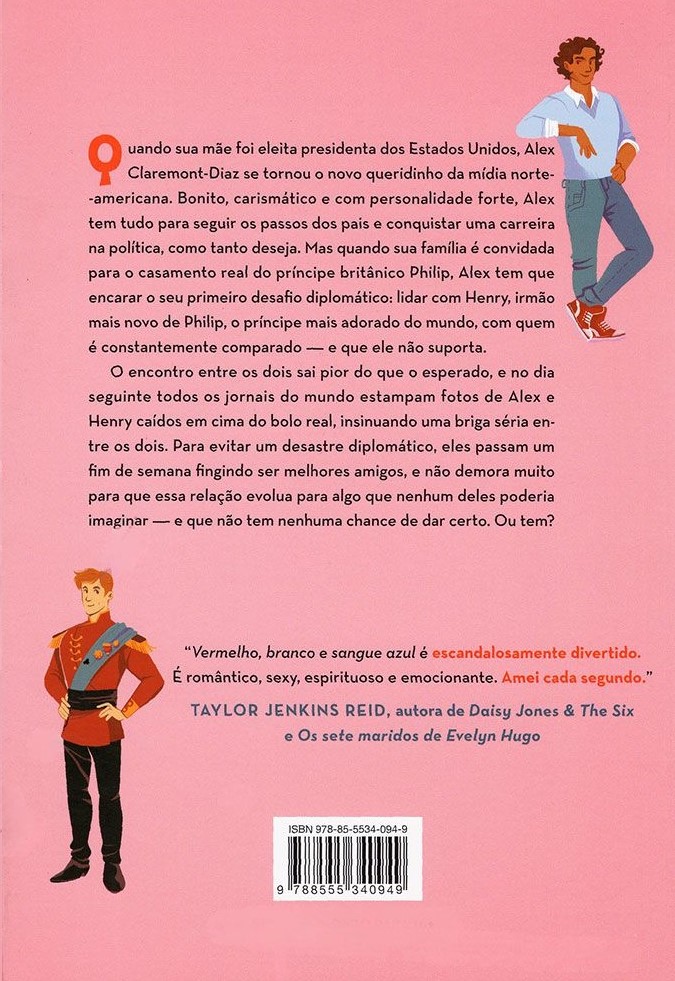 Quando sua mãe foi eleita presidenta dos Estados Unidos, Alex
Claremont-Diaz se tornou o novo queridinho da mídia norte-
-americana. Bonito, carismático e com personalidade forte, Alex
tem tudo para seguir os passos dos pais e conquistar uma carreira
na política, como tanto deseja. Mas quando sua família é convidada
para o casamento real do príncipe britânico Philip, Alex tem que
encarar o seu primeiro desafio diplomático: lidar com Henry, irmão
mais novo de Philip, o príncipe mais adorado do mundo, com quem
é constantemente comparado — e que ele não suporta.
O encontro entre os dois sai pior do que o esperado, e no dia
seguinte todos os jornais do mundo estampam fotos de Alex e
Henry caídos em cima do bolo real, insinuando uma briga séria en-
tre os dois. Para evitar um desastre diplomático, eles passam um
fim de semana fingindo ser melhores amigos, e não demora muito
para que essa relação evolua para algo que nenhum deles poderia
imaginar — e que não tem nenhuma chance de dar certo. Ou tem?
“Vermelho, branco e sangue azul é escandalosamente divertido.
É romântico, sexy, espirituoso e emocionante. Amei cada segundo.”
TAYLOR JENKINS REID, autora de Daisy Jones & The Six
e Os sete maridos de Evelyn Hugo
ISBN 978-85-5534-094-9
9 788555 340949